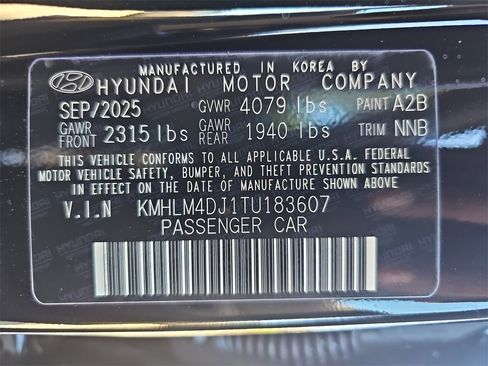 MANUFACTURED IN KOREA BY
HYUNDAI MOTOR COMPANY
SEP/2025 GVWR 4079 lbs PAINT A2B
GAWR FRONT 2315 lbs GAWR REAR 1940 lbs TRIM NNB
THIS VEHICLE CONFORMS TO ALL APPLICABLE U.S.A. FEDERAL
MOTOR VEHICLE SAFETY, BUMPER, AND THEFT PREVENTION STANDARDS
IN EFFECT ON THE DATE OF MANUFACTURE SHOWN ABOVE
V.I.N KMHLM4DJ1TU183607
PASSENGER CAR